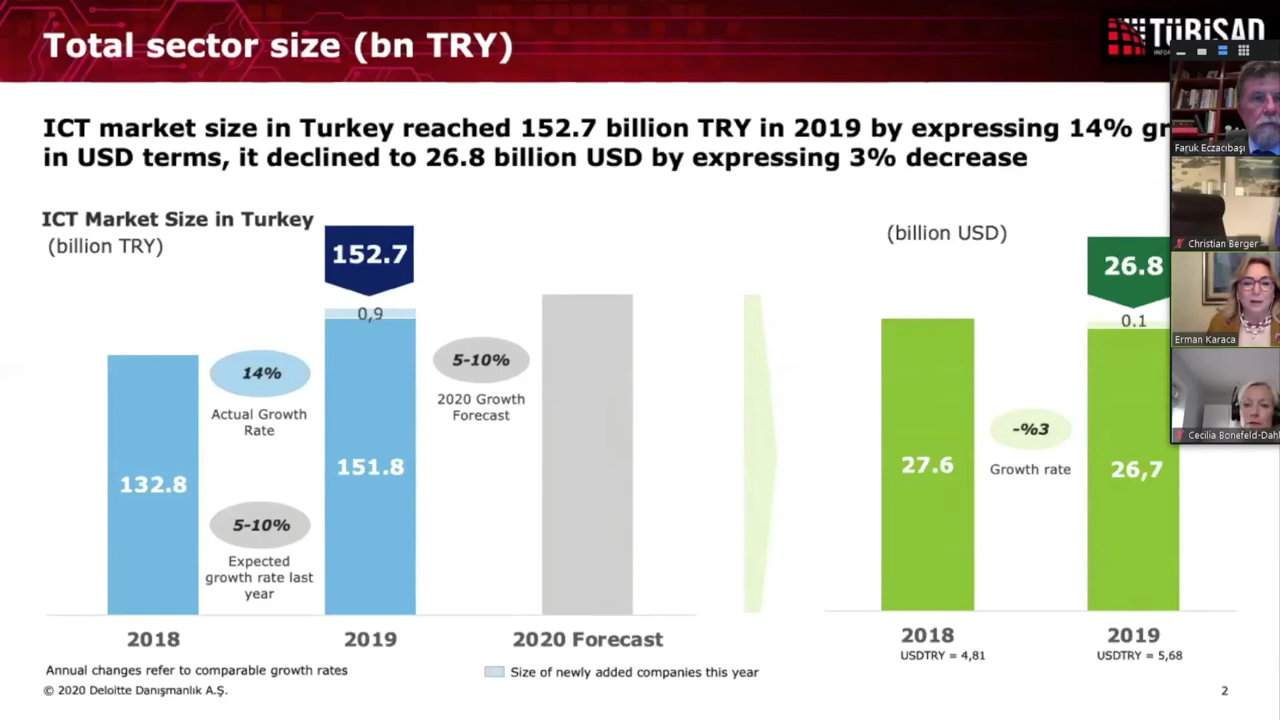 Total sector size (bn TRY)
TÜBİSAD
ICT market size in Turkey reached 152.7 billion TRY in 2019 by expressing 14% gr
in USD terms, it declined to 26.8 billion USD by expressing 3% decrease
Faruk Eczacıbaşı
Christian Berger
Erman Karaca
Cecilia Bonefeld-Dahl
ICT Market Size in Turkey
(billion TRY)
152.7
0,9
14%
Actual Growth
Rate
5-10%
2020 Growth
Forecast
132.8
151.8
5-10%
Expected
growth rate last
year
2018
2019
2020 Forecast
(billion USD)
26.8
0.1
-%3
Growth rate
27.6
26,7
2018
USDTRY = 4,81
2019
USDTRY = 5,68
Annual changes refer to comparable growth rates
Size of newly added companies this year
© 2020 Deloitte Danışmanlık A.Ş.
2